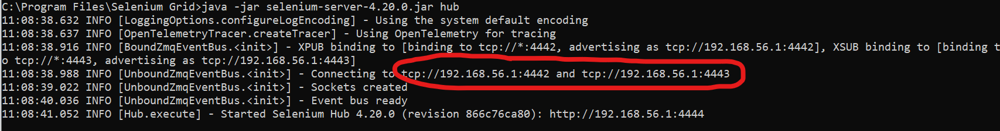 C:\Program Files\Selenium Grid>java -jar selenium-server-4.20.0.jar hub
11:08:38.632 INFO [LoggingOptions.configureLogEncoding] - Using the system default encoding
11:08:38.637 INFO [OpenTelemetryTracer.createTracer] - Using OpenTelemetry for tracing
11:08:38.916 INFO [BoundZmqEventBus.<init>] - XPUB binding to [binding to tcp://*:4442, advertising as tcp://192.168.56.1:4442], XSUB binding to [binding t
o tcp://*:4443, advertising as tcp://192.168.56.1:4443]
11:08:38.988 INFO [UnboundZmqEventBus.<init>] - Connecting to tcp://192.168.56.1:4442 and tcp://192.168.56.1:4443
11:08:39.022 INFO [UnboundZmqEventBus.<init>] - Sockets created
11:08:40.036 INFO [UnboundZmqEventBus.<init>] - Event bus ready
11:08:41.052 INFO [Hub.execute] - Started Selenium Hub 4.20.0 (revision 866c76ca80): http://192.168.56.1:4444